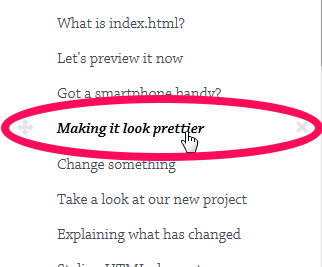 What is index.html?
Let's preview it now
Got a smartphone handy?
Making it look prettier
Change something
Take a look at our new project
Explaining what has changed